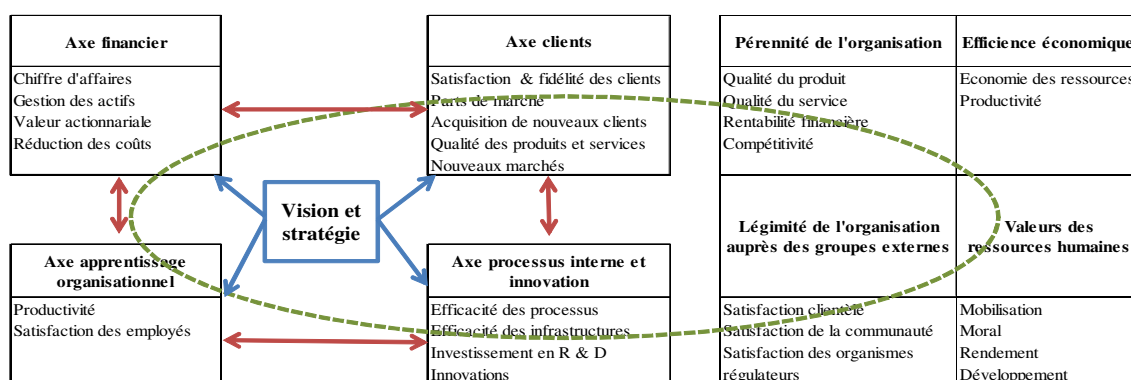 Axe financier
Chiffre d'affaires
Gestion des actifs
Valeur actionnariale
Réduction des coûts
Axe clients
Satisfaction & fidélité des clients
Parts de marché
Acquisition de nouveaux clients
Qualité des produits et services
Nouveaux marchés
Vision et
stratégie
Axe apprentissage
organisationnel
Productivité
Satisfaction des employés
Axe processus interne et
innovation
Efficacité des processus
Efficacité des infrastructures
Investissement en R & D
Innovations
Pérennité de l'organisation
Qualité du produit
Qualité du service
Rentabilité financière
Compétitivité
Efficience économique
Economie des ressources
Productivité
Légimité de l'organisation
auprès des groupes externes
Satisfaction clientèle
Satisfaction de la communauté
Satisfaction des organismes
régulateurs
Valeurs des
ressources humaines
Mobilisation
Moral
Rendement
Développement